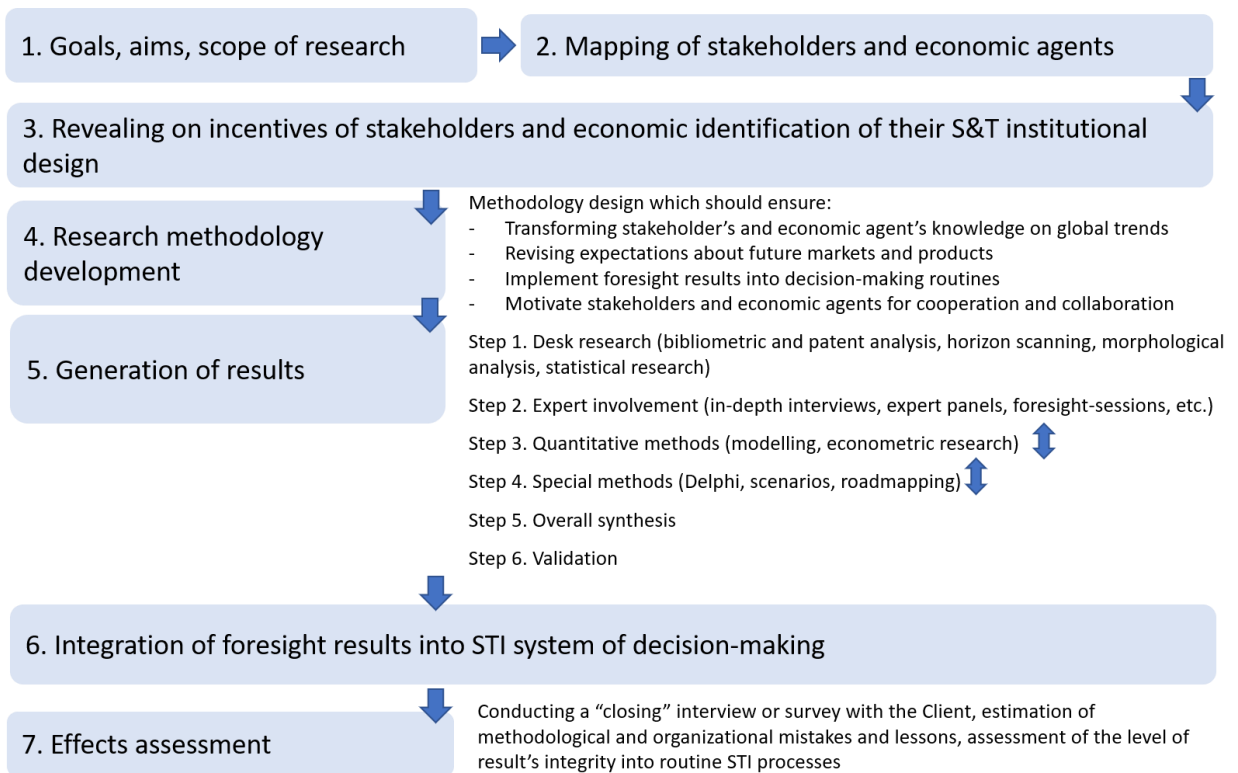 1. Goals, aims, scope of research
2. Mapping of stakeholders and economic agents
3. Revealing on incentives of stakeholders and economic identification of their S&T institutional
design
4. Research methodology
development
Methodology design which should ensure:
- Transforming stakeholder’s and economic agent’s knowledge on global trends
- Revising expectations about future markets and products
- Implement foresight results into decision-making routines
- Motivate stakeholders and economic agents for cooperation and collaboration
5. Generation of results
Step 1. Desk research (bibliometric and patent analysis, horizon scanning, morphological
analysis, statistical research)
Step 2. Expert involvement (in-depth interviews, expert panels, foresight-sessions, etc.)
Step 3. Quantitative methods (modelling, econometric research)
Step 4. Special methods (Delphi, scenarios, roadmapping)
Step 5. Overall synthesis
Step 6. Validation
6. Integration of foresight results into STI system of decision-making
7. Effects assessment
Conducting a “closing” interview or survey with the Client, estimation of
methodological and organizational mistakes and lessons, assessment of the level of
result’s integrity into routine STI processes